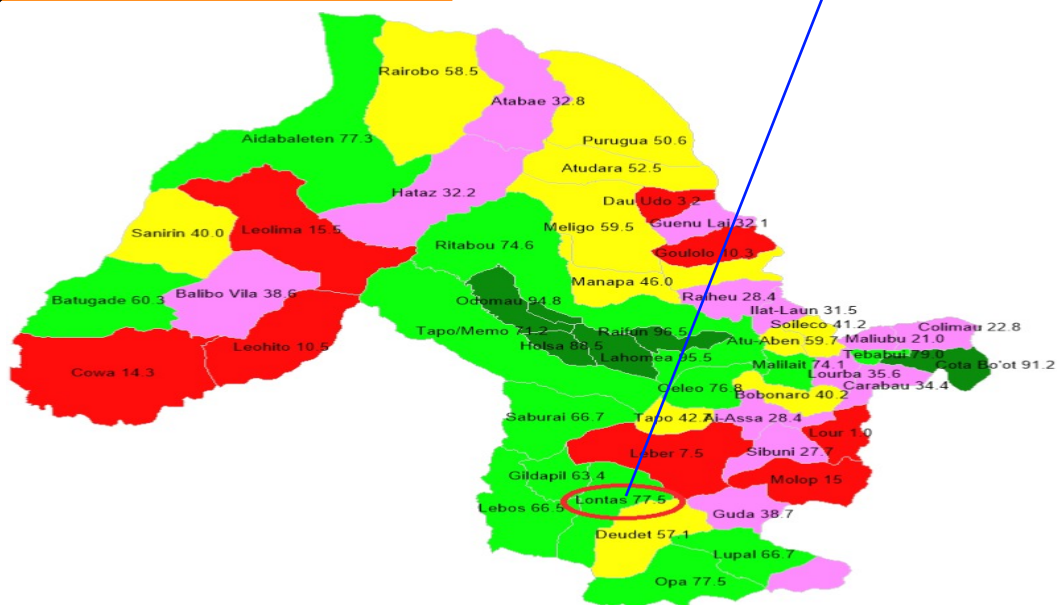 Rairobo 58.5
Atabae 32.8
Aidabaleten 77.3
Purugua 50.6
Atudara 52.5
Hataz 32.2
Dau Udo 3.2
Guenu Lai 32.1
Meligo 59.5
Sanirin 40.0
Leolima 15.5
Ritabou 74.6
Goulolo 10.3
Manapa 46.0
Batugade 60.3
Balibo Vila 38.6
Odomau 94.8
Raiheu 28.4
Ilat-Laun 31.5
Soileco 41.2
Colimau 22.8
Tapo/Memo 71.2
Raifun 96.5
Atu-Aben 59.7
Maliubu 21.0
Leohito 10.5
Holsa 88.5
Lahomea 95.5
Malilait 74.1
Tebabui 79.0
Cota Bo'ot 91.2
Cowa 14.3
Lourba 35.6
Oeleo 76.8
Carabau 34.4
Bobonaro 40.2
Saburai 66.7
Tapo 42.7
Ai-Assa 28.4
Lour 1.0
Leber 7.5
Sibuni 27.7
Gildapil 63.4
Molop 15
Lontas 77.5
Lebos 66.5
Guda 38.7
Deudet 57.1
Lupal 66.7
Opa 77.5